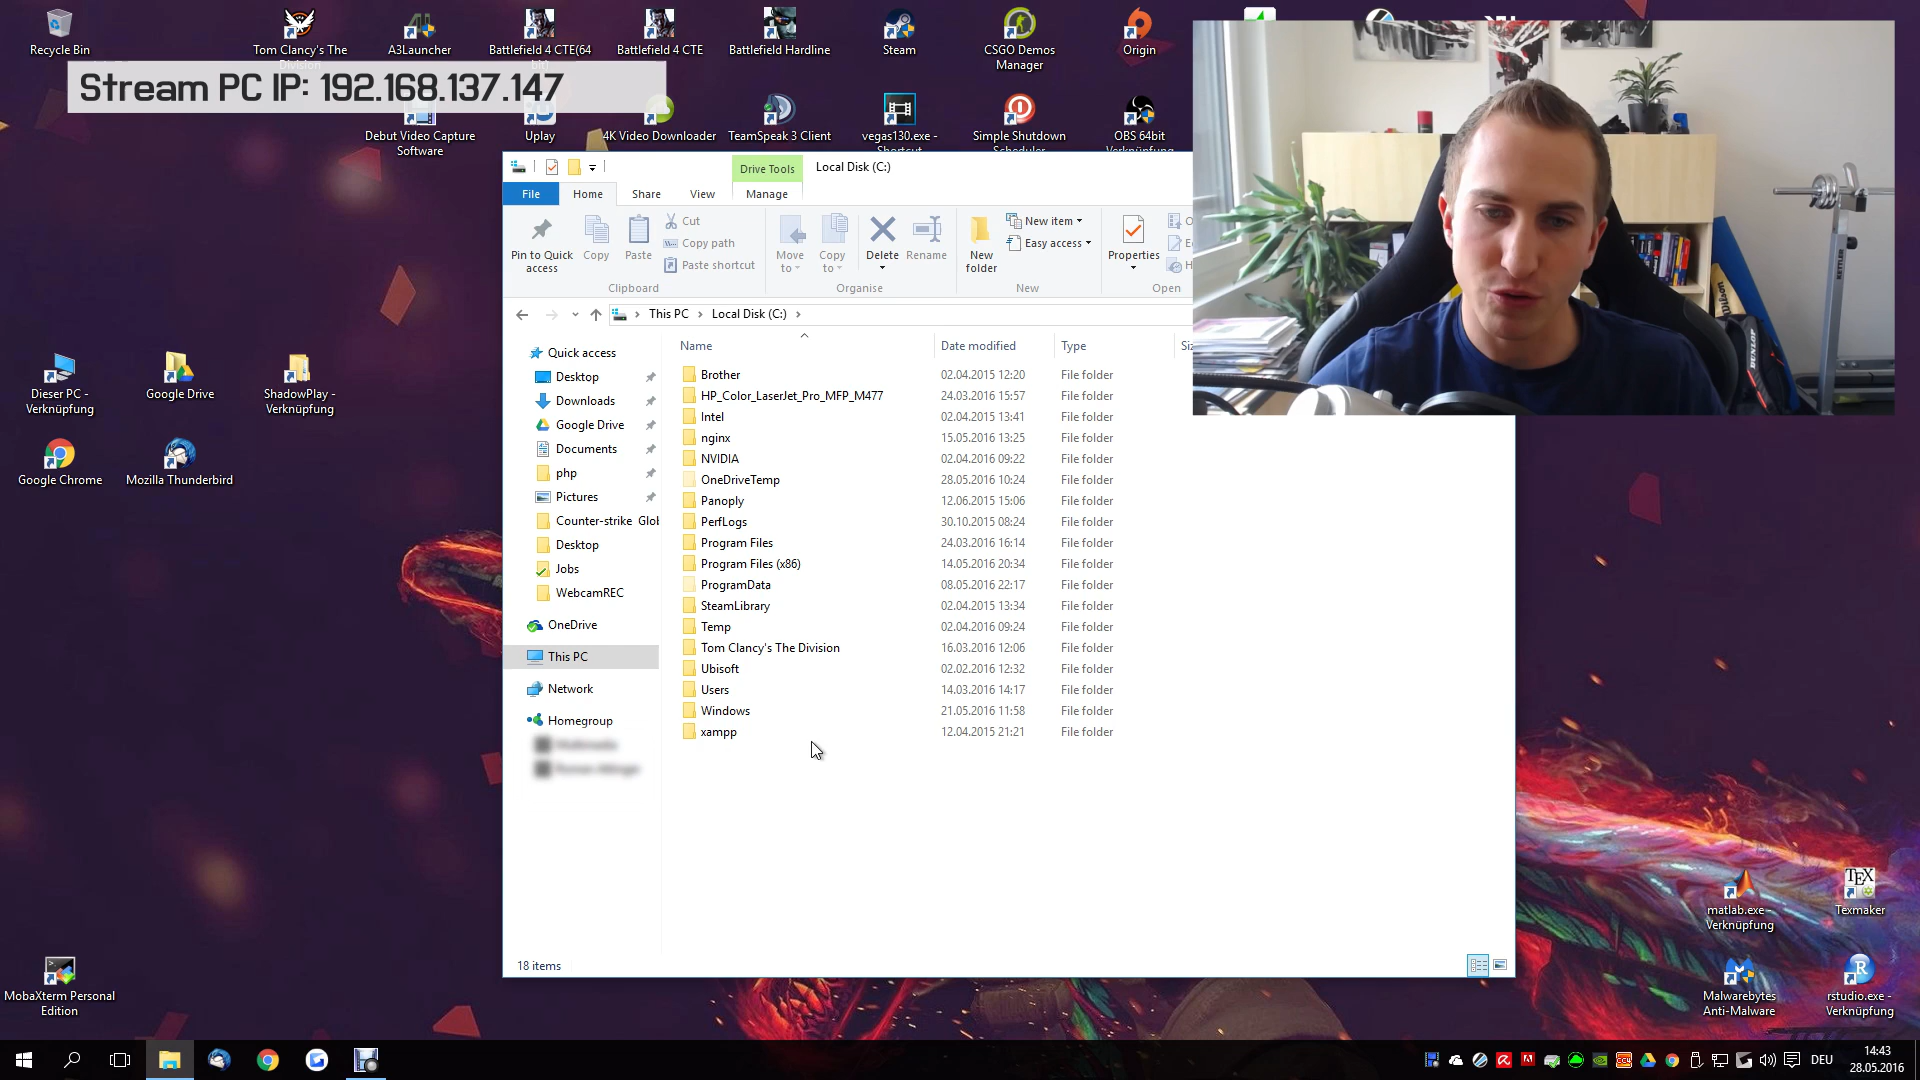 Recycle Bin
Tom Clancy's The
Division
A3Launcher
Battlefield 4 CTE(64
bit)
Battlefield 4 CTE
Battlefield Hardline
Steam
CSGO Demos
Manager
Origin
Stream PC IP: 192.168.137.147
Debut Video Capture
Software
Uplay
4K Video Downloader
TeamSpeak 3 Client
vegas130.exe -
Shortcut
Simple Shutdown
Scheduler
OBS 64bit
Verknüpfung
Drive Tools
Local Disk (C:)
File
Home
Share
View
Manage
Pin to Quick
access
Copy
Paste
Cut
Copy path
Paste shortcut
Clipboard
Move
to
Copy
to
Delete
Rename
Organise
New
folder
New item
Easy access
New
Properties
Open
This PC
Local Disk (C:)
Name
Date modified
Type
Quick access
Desktop
Downloads
Google Drive
Documents
php
Pictures
Counter-strike Glob
Desktop
Jobs
WebcamREC
OneDrive
This PC
Network
Homegroup
Brother 02.04.2015 12:20 File folder
HP_Color_LaserJet_Pro_MFP_M477 24.03.2016 15:57 File folder
Intel 02.04.2015 13:41 File folder
nginx 15.05.2016 13:25 File folder
NVIDIA 02.04.2016 09:22 File folder
OneDriveTemp 28.05.2016 10:24 File folder
Panoply 12.06.2015 15:06 File folder
PerfLogs 30.10.2015 08:24 File folder
Program Files 24.03.2016 16:14 File folder
Program Files (x86) 14.05.2016 20:34 File folder
ProgramData 08.05.2016 22:17 File folder
SteamLibrary 02.04.2015 13:34 File folder
Temp 02.04.2016 09:24 File folder
Tom Clancy's The Division 16.03.2016 12:06 File folder
Ubisoft 02.02.2016 12:32 File folder
Users 14.03.2016 14:17 File folder
Windows 21.05.2016 11:58 File folder
xampp 12.04.2015 21:21 File folder
18 items
Dieser PC -
Verknüpfung
Google Drive
ShadowPlay -
Verknüpfung
Google Chrome
Mozilla Thunderbird
MobaXterm Personal
Edition
Wilson
DUNLOP
KETTLER
matlab.exe -
Verknüpfung
TEX
Texmaker
Malwarebytes
Anti-Malware
R
rstudio.exe -
Verknüpfung
DEU
14:43
28.05.2016